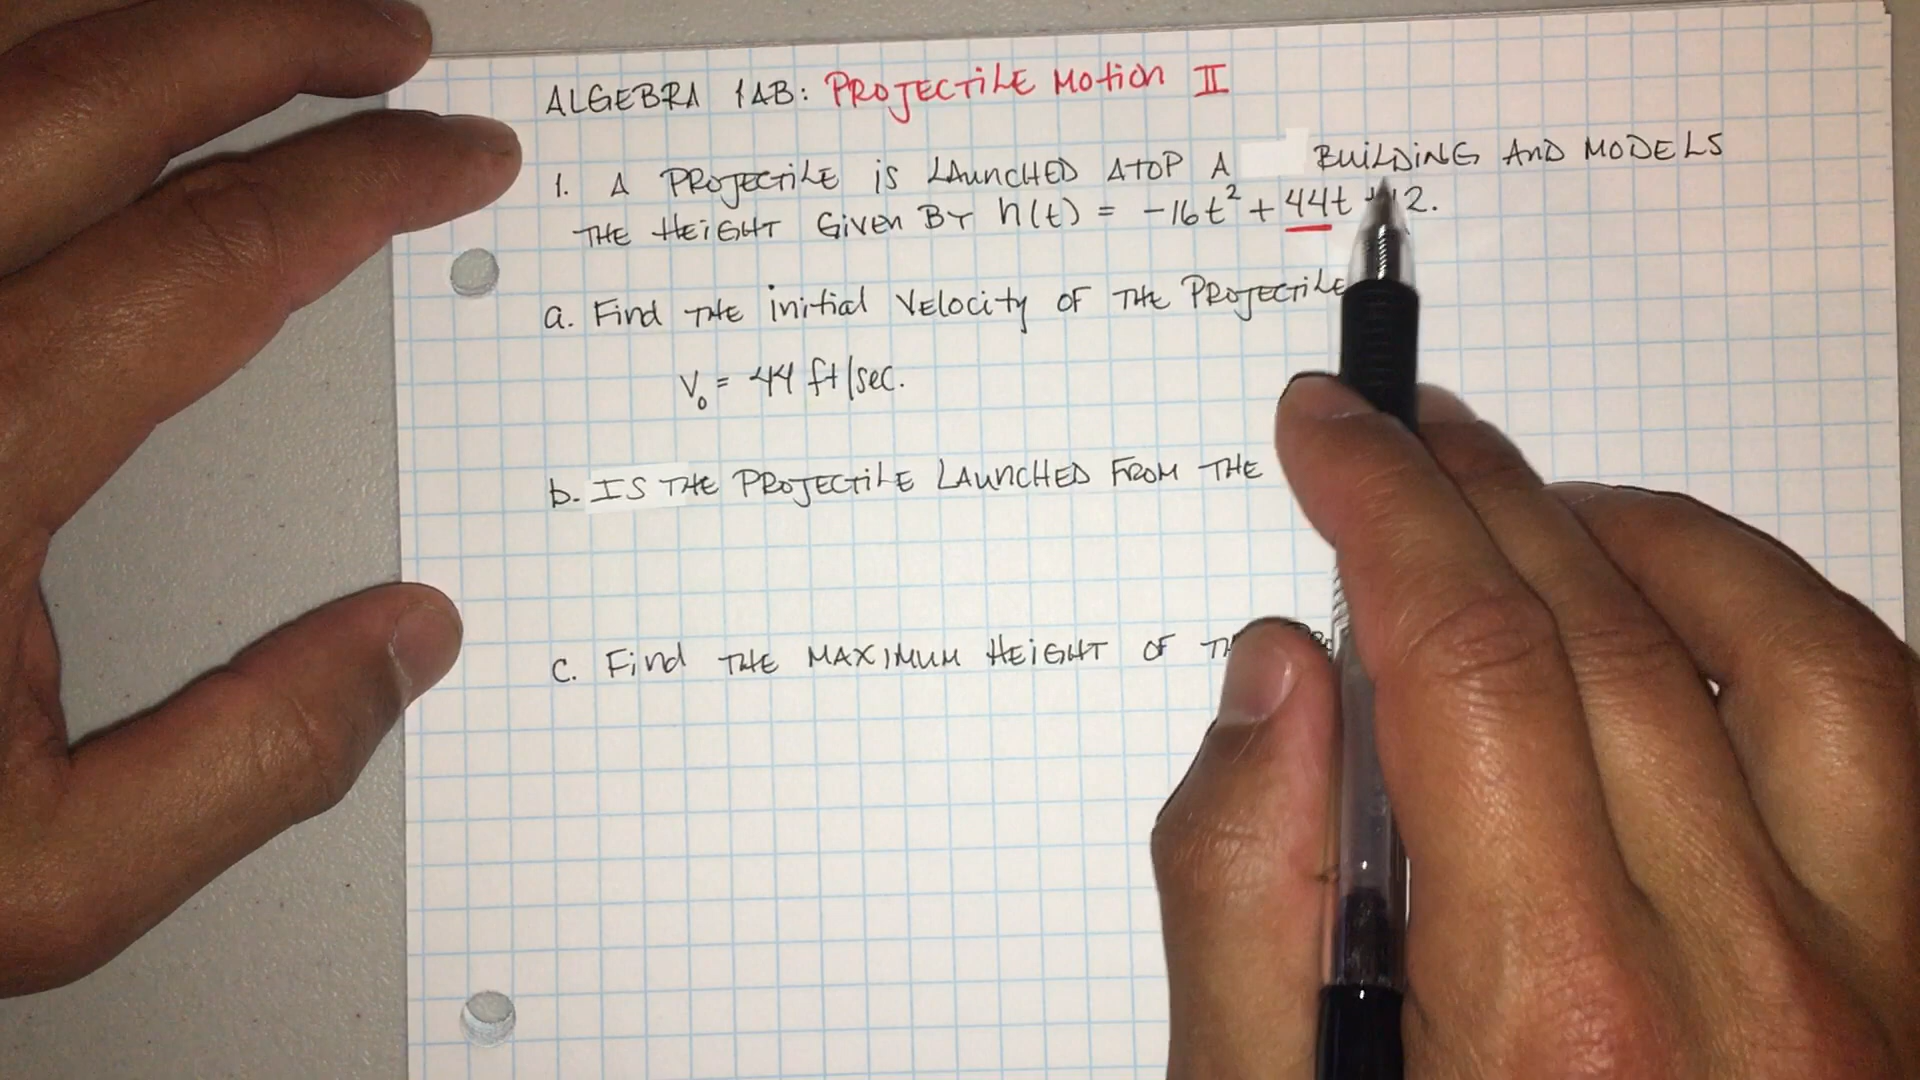 ALGEBRA 1AB: PROJECTILE MOTION II
1. A PROJECTILE IS LAUNCHED ATOP A BUILDING AND MODELS
THE HEIGHT GIVEN BY h(t) = -16t² + 44t + 12.
a. Find THE initial VELOCITY OF THE PROJECTILE
V₀ = 44 ft/sec.
b. IS THE PROJECTILE LAUNCHED FROM THE
C. Find THE MAXIMUM HEIGHT OF